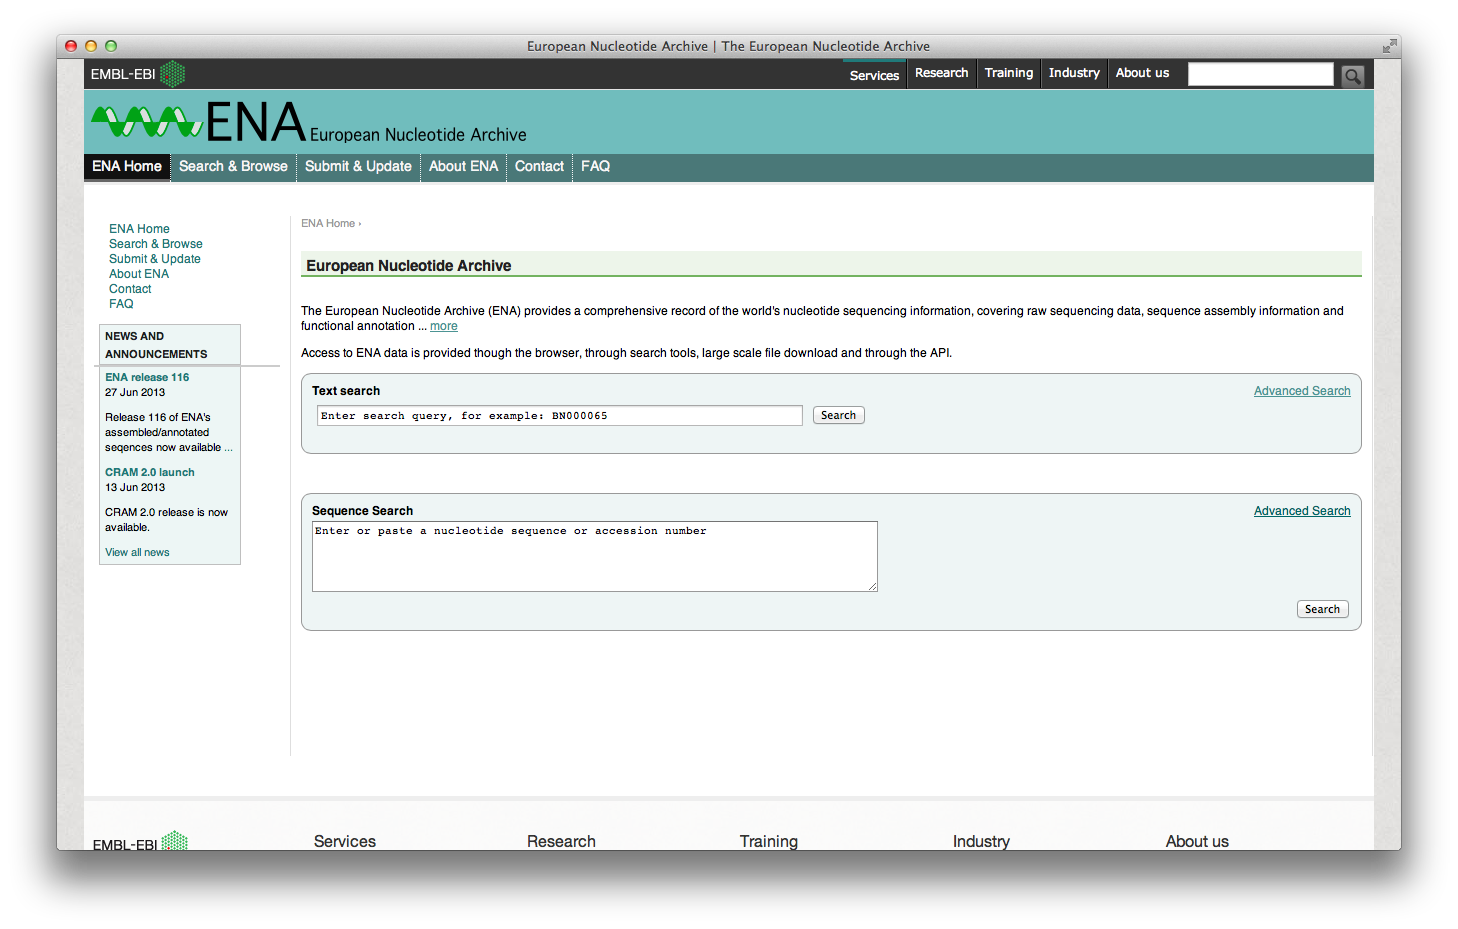 European Nucleotide Archive | The European Nucleotide Archive
EMBL-EBI
Services
Research
Training
Industry
About us
ENA European Nucleotide Archive
ENA Home
Search & Browse
Submit & Update
About ENA
Contact
FAQ
ENA Home
Search & Browse
Submit & Update
About ENA
Contact
FAQ
NEWS AND
ANNOUNCEMENTS
ENA release 116
27 Jun 2013
Release 116 of ENA's
assembled/annotated
seqences now available ...
CRAM 2.0 launch
13 Jun 2013
CRAM 2.0 release is now
available.
View all news
ENA Home ›
European Nucleotide Archive
The European Nucleotide Archive (ENA) provides a comprehensive record of the world's nucleotide sequencing information, covering raw sequencing data, sequence assembly information and
functional annotation ... more
Access to ENA data is provided though the browser, through search tools, large scale file download and through the API.
Text search
Advanced Search
Enter search query, for example: BN000065
Search
Sequence Search
Advanced Search
Enter or paste a nucleotide sequence or accession number
Search
EMBL-EBI
Services
Research
Training
Industry
About us